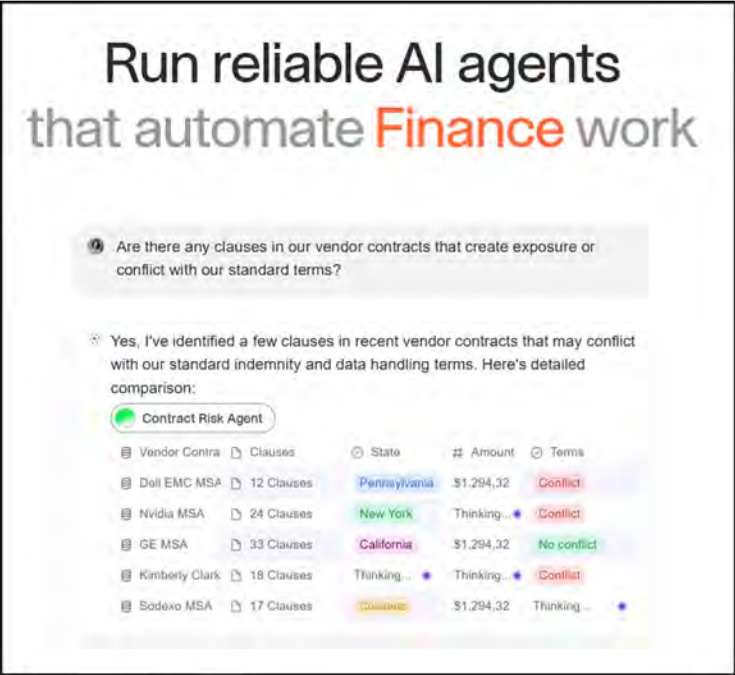 Run reliable AI agents
that automate Finance work
Are there any clauses in our vendor contracts that create exposure or
conflict with our standard terms?
Yes, I've identified a few clauses in recent vendor contracts that may conflict
with our standard indemnity and data handling terms. Here's detailed
comparison:
Contract Risk Agent
Vendor Contra Clauses State # Amount Terms
Dell EMC MSA 12 Clauses Pennsylvania $1.294,32 Conflict
Nvidia MSA 24 Clauses New York Thinking... Conflict
GE MSA 33 Clauses California $1.294,32 No conflict
Kimberly Clark 18 Clauses Thinking... Thinking... Conflict
Sodexo MSA 17 Clauses $1.294,32 Thinking...